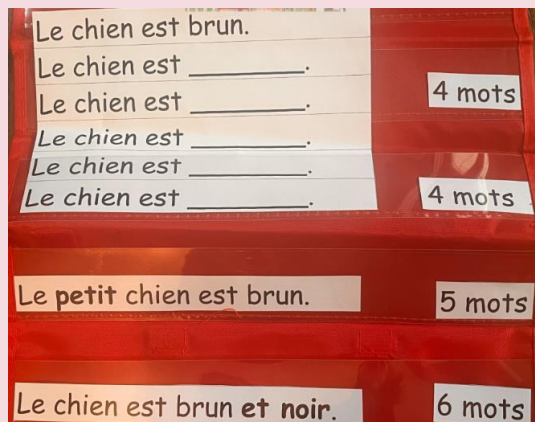 Le chien est brun.
Le chien est ________.
Le chien est ________.
4 mots
Le chien est ________.
Le chien est ________.
Le chien est ________.
4 mots
Le petit chien est brun.
5 mots
Le chien est brun et noir.
6 mots